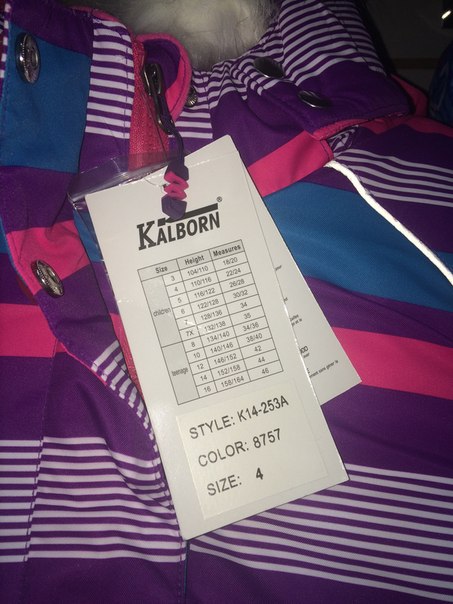 KALBORN®
Size Height Measures
children
3 104/110 18/20
4 110/116 22/24
5 116/122 26/28
6 122/128 30/32
7 128/136 34
7X 132/138 35
8 134/140 34/36
teenage
10 140/146 38/40
12 146/152 42
14 152/158 44
16 158/164 46
STYLE: K14-253A
COLOR: 8757
SIZE: 4